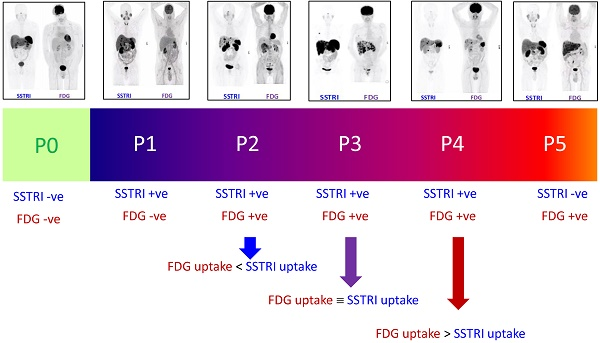 SSTRI FDG
SSTRI FDG
SSTRI FDG
SSTRI FDG
SSTRI FDG
SSTRI FDG
P0 P1 P2 P3 P4 P5
SSTRI -ve SSTRI +ve SSTRI +ve SSTRI +ve SSTRI +ve SSTRI -ve
FDG -ve FDG -ve FDG +ve FDG +ve FDG +ve FDG +ve
FDG uptake < SSTRI uptake
FDG uptake ≡ SSTRI uptake
FDG uptake > SSTRI uptake